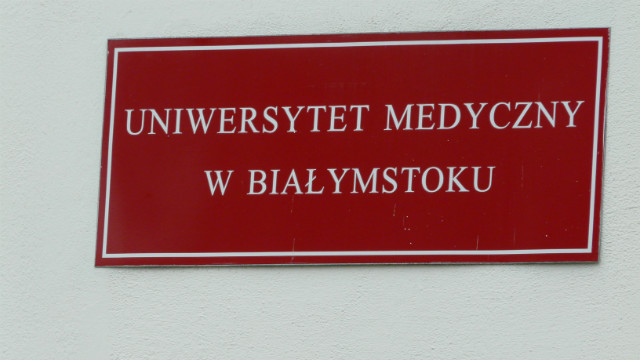 UNIWERSYTET MEDYCZNY
W BIAŁYMSTOKU